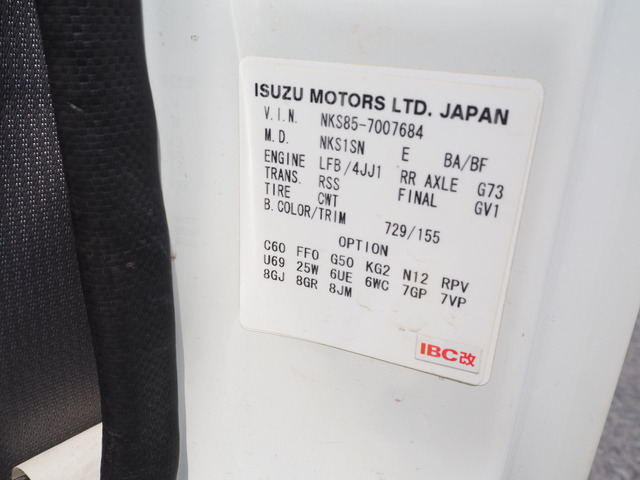 ISUZU MOTORS LTD. JAPAN
V.I.N. NKS85-7007684
M.D. NKS1SN E BA/BF
ENGINE LFB/4JJ1 RR AXLE G73
TRANS. RSS FINAL GV1
TIRE CWT
B.COLOR/TRIM 729/155
OPTION
C60 FF0 G50 KG2 N12 RPV
U69 25W 6UE 6WC 7GP 7VP
8GJ 8GR 8JM
IBC改